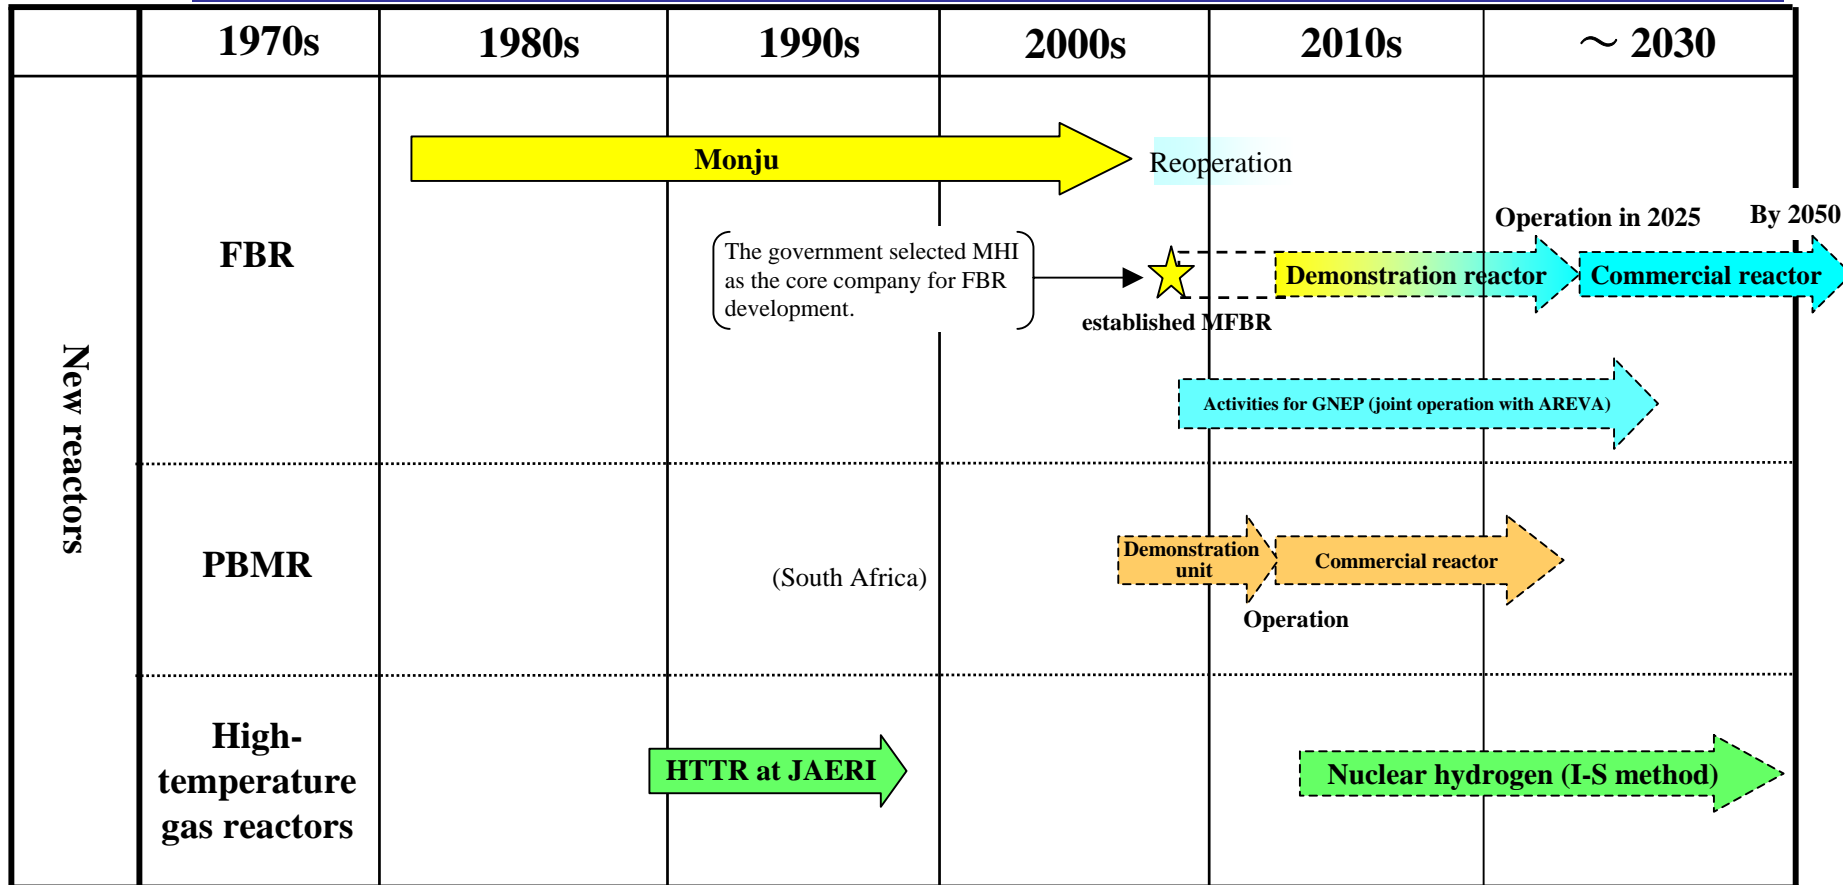 1970s 1980s 1990s 2000s 2010s ～ 2030
New reactors
FBR
Monju
Reoperation
The government selected MHI
as the core company for FBR
development.
established MFBR
Operation in 2025
By 2050
Demonstration reactor
Commercial reactor
Activities for GNEP (joint operation with AREVA)
PBMR
(South Africa)
Demonstration
unit
Commercial reactor
Operation
High-
temperature
gas reactors
HTTR at JAERI
Nuclear hydrogen (I-S method)